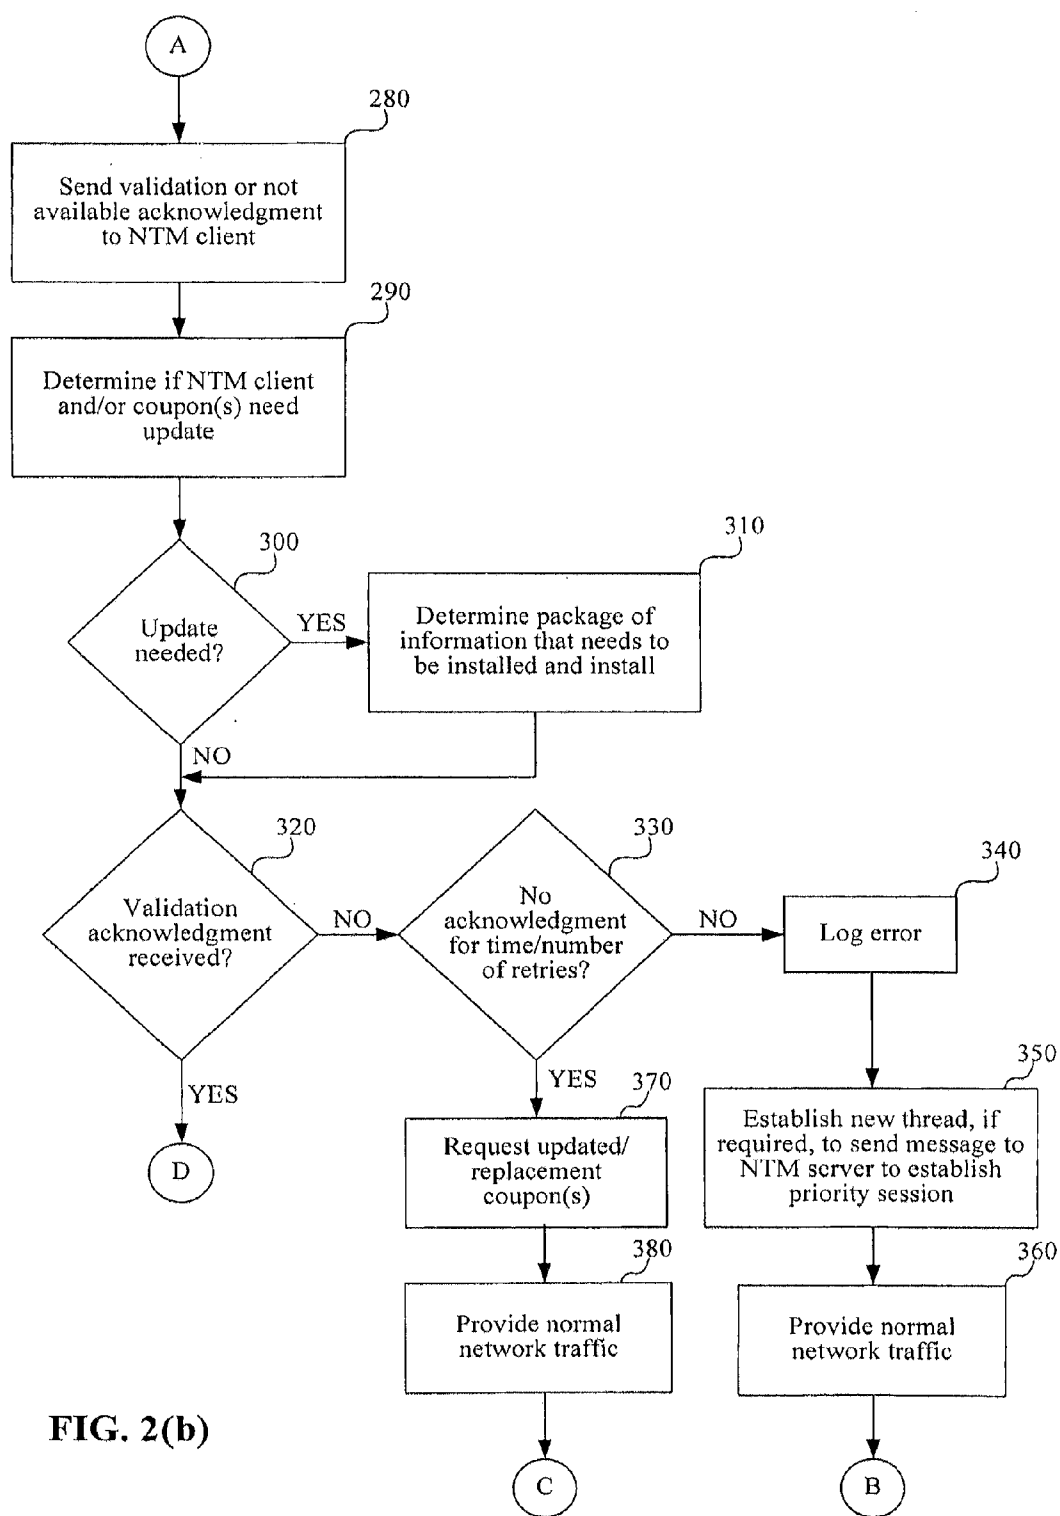 A
280
Send validation or not
available acknowledgment
to NTM client
290
Determine if NTM client
and/or coupon(s) need
update
300
Update
needed?
YES
310
Determine package of
information that needs to
be installed and install
NO
320
Validation
acknowledgment
received?
NO
330
No
acknowledgment
for time/number
of retries?
NO
340
Log error
YES
D
YES
370
Request updated/
replacement
coupon(s)
350
Establish new thread, if
required, to send message to
NTM server to establish
priority session
380
Provide normal
network traffic
360
Provide normal
network traffic
FIG. 2(b)
C
B